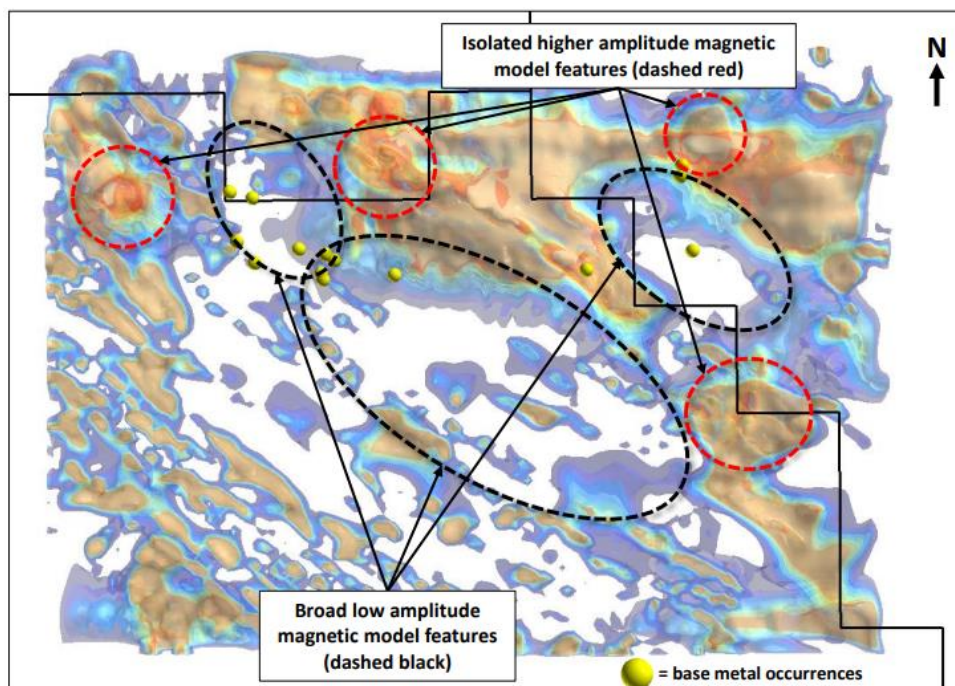 Isolated higher amplitude magnetic
model features (dashed red)
N
Broad low amplitude
magnetic model features
(dashed black)
= base metal occurrences